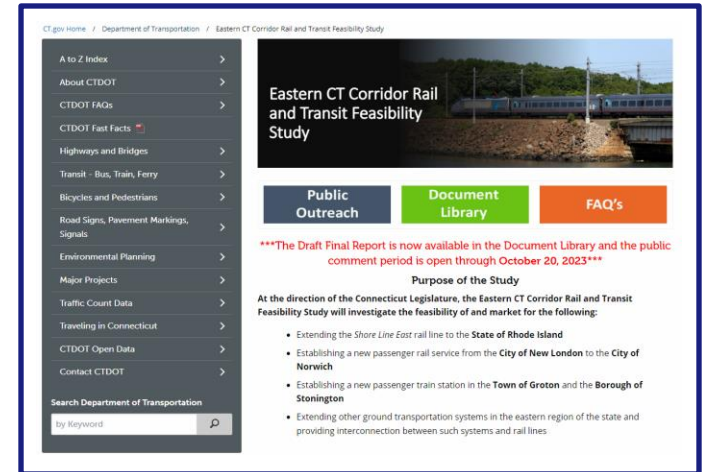 CT.gov Home / Department of Transportation / Eastern CT Corridor Rail and Transit Feasibility Study
A to Z Index
About CTDOT
CTDOT FAQs
CTDOT Fast Facts
Highways and Bridges
Transit - Bus, Train, Ferry
Bicycles and Pedestrians
Road Signs, Pavement Markings,
Signals
Environmental Planning
Major Projects
Traffic Count Data
Traveling in Connecticut
CTDOT Open Data
Contact CTDOT
Search Department of Transportation
by Keyword
Eastern CT Corridor Rail
and Transit Feasibility
Study
Public
Outreach
Document
Library
FAQ's
***The Draft Final Report is now available in the Document Library and the public
comment period is open through October 20, 2023***
Purpose of the Study
At the direction of the Connecticut Legislature, the Eastern CT Corridor Rail and Transit
Feasibility Study will investigate the feasibility of and market for the following:
• Extending the Shore Line East rail line to the State of Rhode Island
• Establishing a new passenger rail service from the City of New London to the City of
Norwich
• Establishing a new passenger train station in the Town of Groton and the Borough of
Stonington
• Extending other ground transportation systems in the eastern region of the state and
providing interconnection between such systems and rail lines